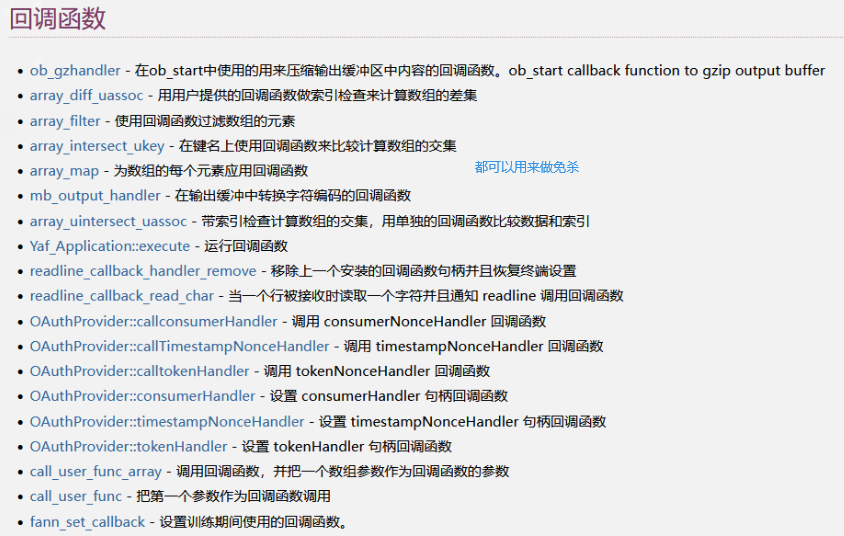 回调函数
ob_gzhandler - 在ob_start中使用的用来压缩输出缓冲区中内容的回调函数。ob_start callback function to gzip output buffer
array_diff_uassoc - 用用户提供的回调函数做索引检查来计算数组的差集
array_filter - 使用回调函数过滤数组的元素
array_intersect_ukey - 在键名上使用回调函数来比较计算数组的交集
array_map - 为数组的每个元素应用回调函数
都可以用来做免杀
mb_output_handler - 在输出缓冲中转换字符编码的回调函数
array_uintersect_uassoc - 带索引检查计算数组的交集，用单独的回调函数比较数据和索引
Yaf_Application::execute - 运行回调函数
readline_callback_handler_remove - 移除上一个安装的回调函数句柄并且恢复终端设置
readline_callback_read_char - 当一个行被接收时读取一个字符并且通知 readline 调用回调函数
OAuthProvider::callconsumerHandler - 调用 consumerNonceHandler 回调函数
OAuthProvider::callTimestampNonceHandler - 调用 timestampNonceHandler 回调函数
OAuthProvider::calltokenHandler - 调用 tokenNonceHandler 回调函数
OAuthProvider::consumerHandler - 设置 consumerHandler 句柄回调函数
OAuthProvider::timestampNonceHandler - 设置 timestampNonceHandler 句柄回调函数
OAuthProvider::tokenHandler - 设置 tokenHandler 句柄回调函数
call_user_func_array - 调用回调函数，并把一个数组参数作为回调函数的参数
call_user_func - 把第一个参数作为回调函数调用
fann_set_callback - 设置训练期间使用的回调函数。